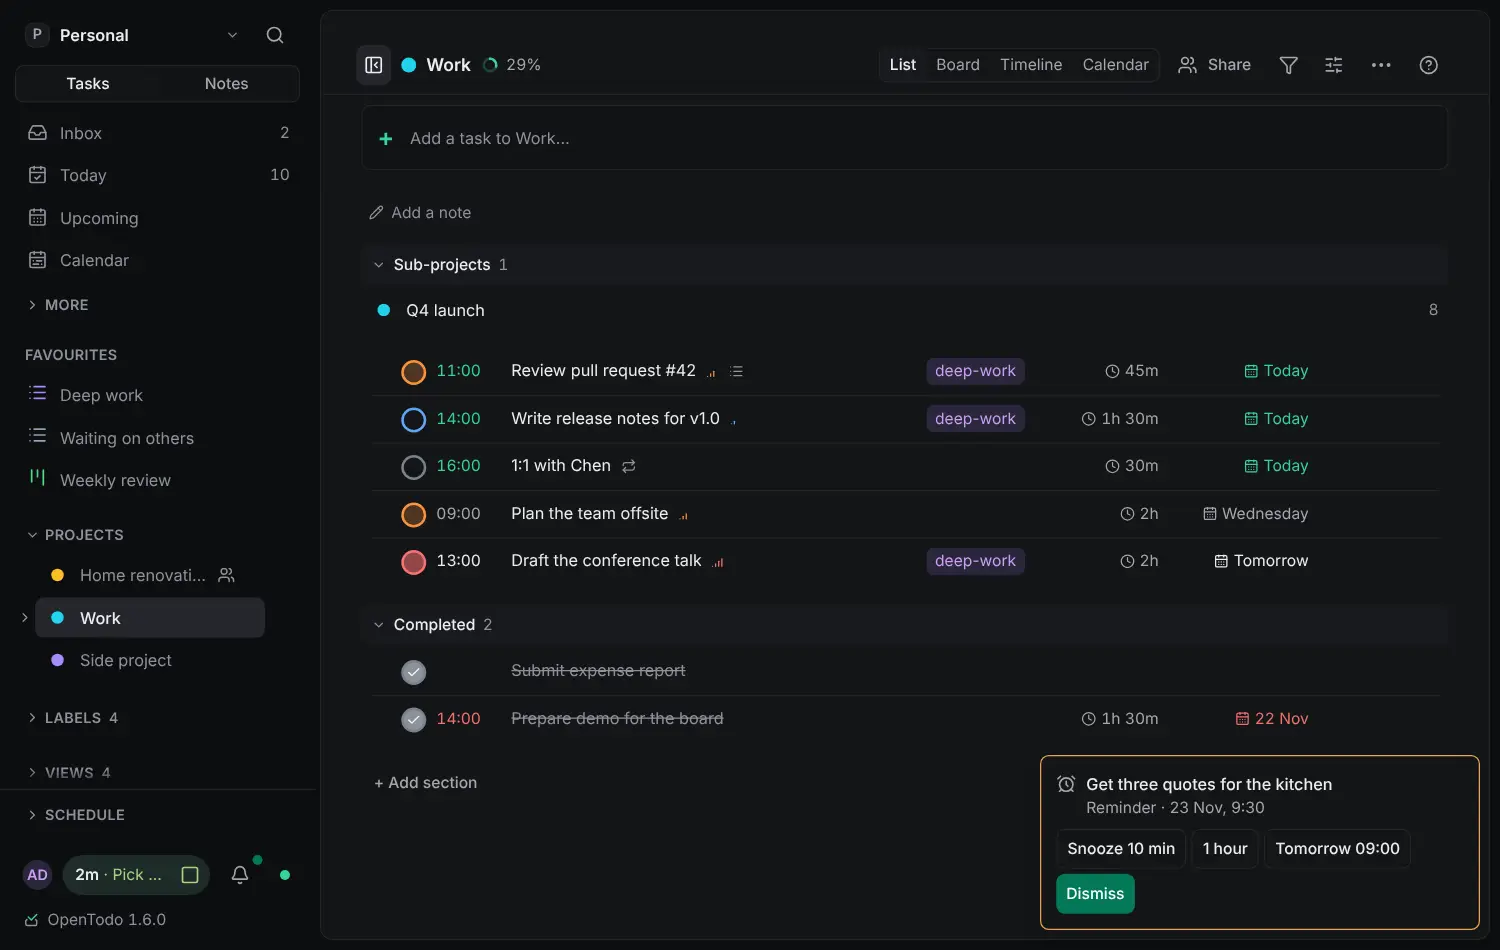 P Personal
Tasks Notes
Inbox 2
Today 10
Upcoming
Calendar
MORE
FAVOURITES
Deep work
Waiting on others
Weekly review
PROJECTS
Home renovati...
Work
Side project
LABELS 4
VIEWS 4
SCHEDULE
AD 2m · Pick ...
OpenTodo 1.6.0
Work 29%
List Board Timeline Calendar Share
Add a task to Work...
Add a note
Sub-projects 1
Q4 launch 8
11:00 Review pull request #42 deep-work 45m Today
14:00 Write release notes for v1.0 deep-work 1h 30m Today
16:00 1:1 with Chen 30m Today
09:00 Plan the team offsite 2h Wednesday
13:00 Draft the conference talk deep-work 2h Tomorrow
Completed 2
Submit expense report
14:00 Prepare demo for the board 1h 30m 22 Nov
+ Add section
Get three quotes for the kitchen
Reminder · 23 Nov, 9:30
Snooze 10 min 1 hour Tomorrow 09:00
Dismiss